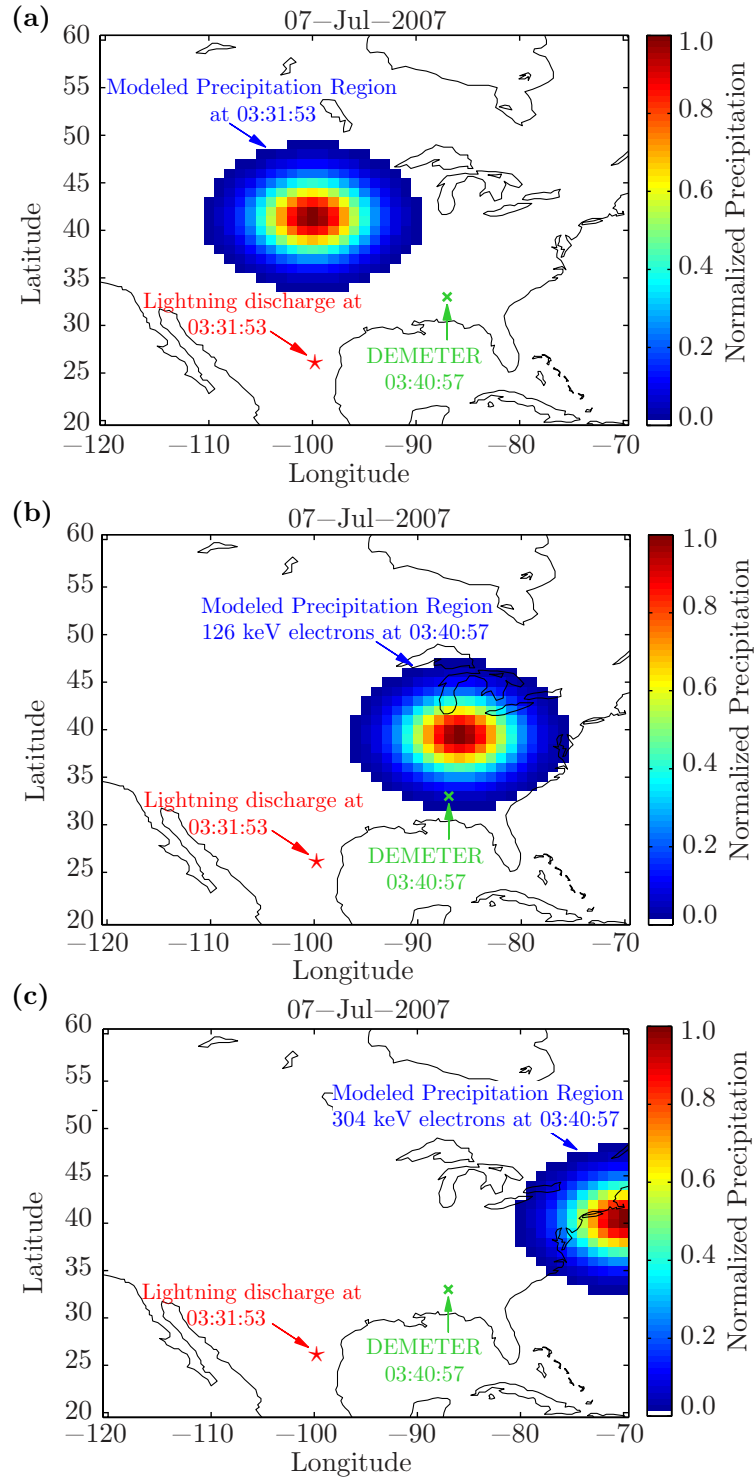 (a)
07−Jul−2007
60
55
50
45
40
35
30
25
20
Latitude
Modeled Precipitation Region
at 03:31:53
Lightning discharge at
03:31:53
DEMETER
03:40:57
−120
−110
−100
−90
−80
−70
Longitude
1.0
0.8
0.6
0.4
0.2
0.0
Normalized Precipitation
(b)
07−Jul−2007
60
55
50
45
40
35
30
25
20
Latitude
Modeled Precipitation Region
126 keV electrons at 03:40:57
Lightning discharge at
03:31:53
DEMETER
03:40:57
−120
−110
−100
−90
−80
−70
Longitude
1.0
0.8
0.6
0.4
0.2
0.0
Normalized Precipitation
(c)
07−Jul−2007
60
55
50
45
40
35
30
25
20
Latitude
Modeled Precipitation Region
304 keV electrons at 03:40:57
Lightning discharge at
03:31:53
DEMETER
03:40:57
−120
−110
−100
−90
−80
−70
Longitude
1.0
0.8
0.6
0.4
0.2
0.0
Normalized Precipitation